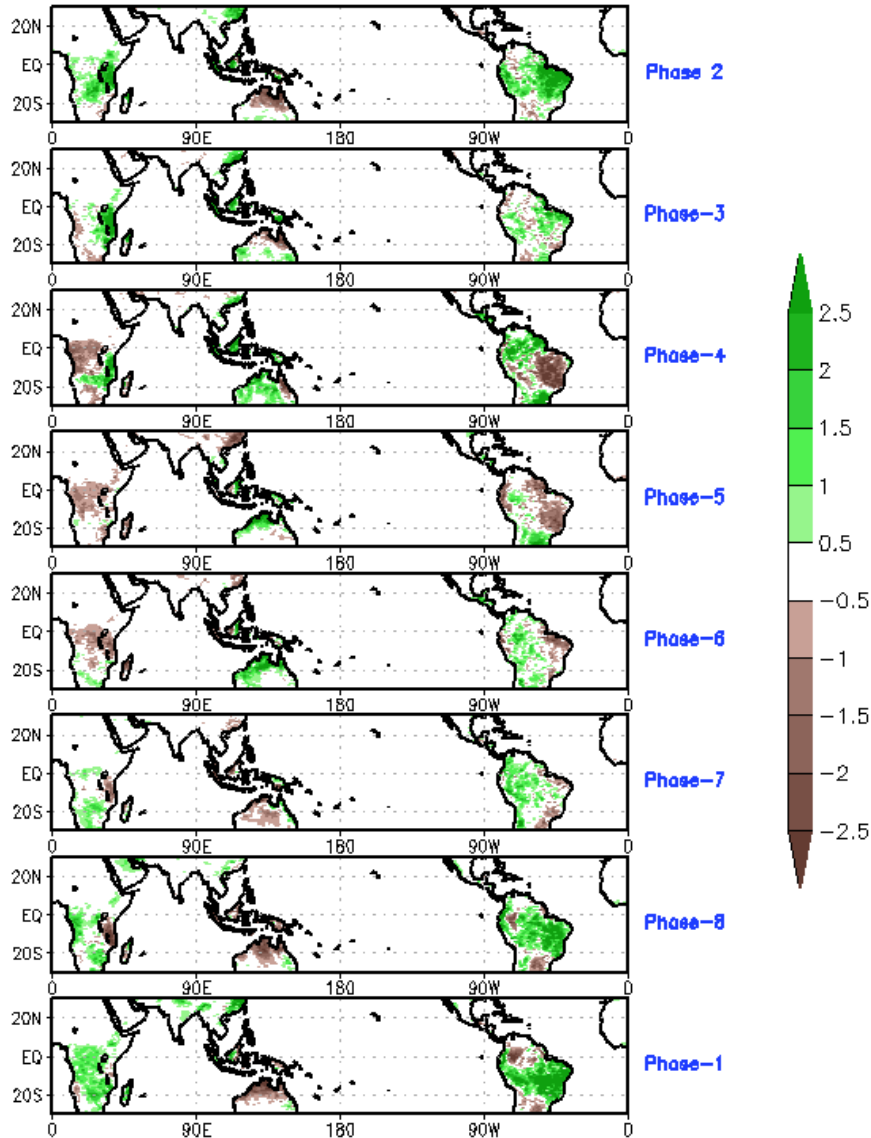 20N
EQ
20S
0 90E 180 90W 0
Phase 2
20N
EQ
20S
0 90E 180 90W 0
Phase-3
20N
EQ
20S
0 90E 180 90W 0
Phase-4
20N
EQ
20S
0 90E 180 90W 0
Phase-5
20N
EQ
20S
0 90E 180 90W 0
Phase-6
20N
EQ
20S
0 90E 180 90W 0
Phase-7
20N
EQ
20S
0 90E 180 90W 0
Phase-8
20N
EQ
20S
0 90E 180 90W 0
Phase-1
2.5
2
1.5
1
0.5
-0.5
-1
-1.5
-2
-2.5